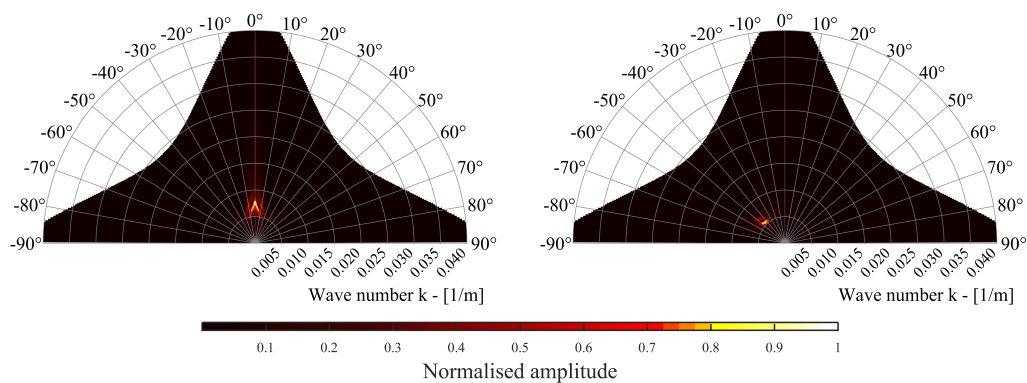 -10° 0° 10° -10° 0° 10°
-20° 20° -20° 20°
-30° 30° -30° 30°
-40° 40° -40° 40°
-50° 50° -50° 50°
-60° 60° -60° 60°
-70° 70° -70° 70°
-80° 80° -80° 80°
-90° 90° -90° 90°
0.005 0.010 0.015 0.020 0.025 0.030 0.035 0.040 0.005 0.010 0.015 0.020 0.025 0.030 0.035 0.040
Wave number k - [1/m] Wave number k - [1/m]
0.1 0.2 0.3 0.4 0.5 0.6 0.7 0.8 0.9 1
Normalised amplitude